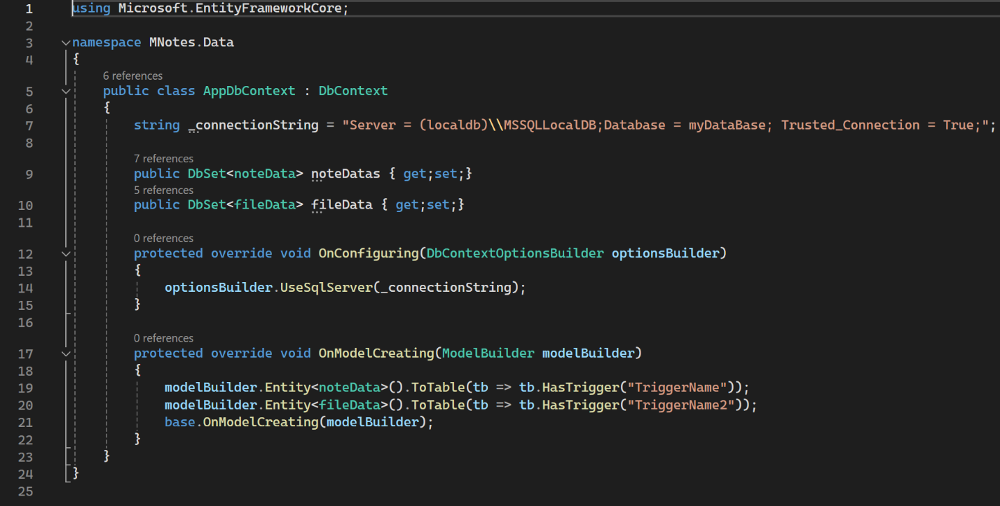 1 using Microsoft.EntityFrameworkCore;
2
3 namespace MNotes.Data
4 {
6 references
5 public class AppDbContext : DbContext
6 {
7 string _connectionString = "Server = (localdb)\\MSSQLLocalDB;Database = myDataBase; Trusted_Connection = True;";
8
7 references
9 public DbSet<noteData> noteDatas { get;set;}
5 references
10 public DbSet<fileData> fileData { get;set;}
11
0 references
12 protected override void OnConfiguring(DbContextOptionsBuilder optionsBuilder)
13 {
14 optionsBuilder.UseSqlServer(_connectionString);
15 }
16
0 references
17 protected override void OnModelCreating(ModelBuilder modelBuilder)
18 {
19 modelBuilder.Entity<noteData>().ToTable(tb => tb.HasTrigger("TriggerName"));
20 modelBuilder.Entity<fileData>().ToTable(tb => tb.HasTrigger("TriggerName2"));
21 base.OnModelCreating(modelBuilder);
22 }
23 }
24 }
25